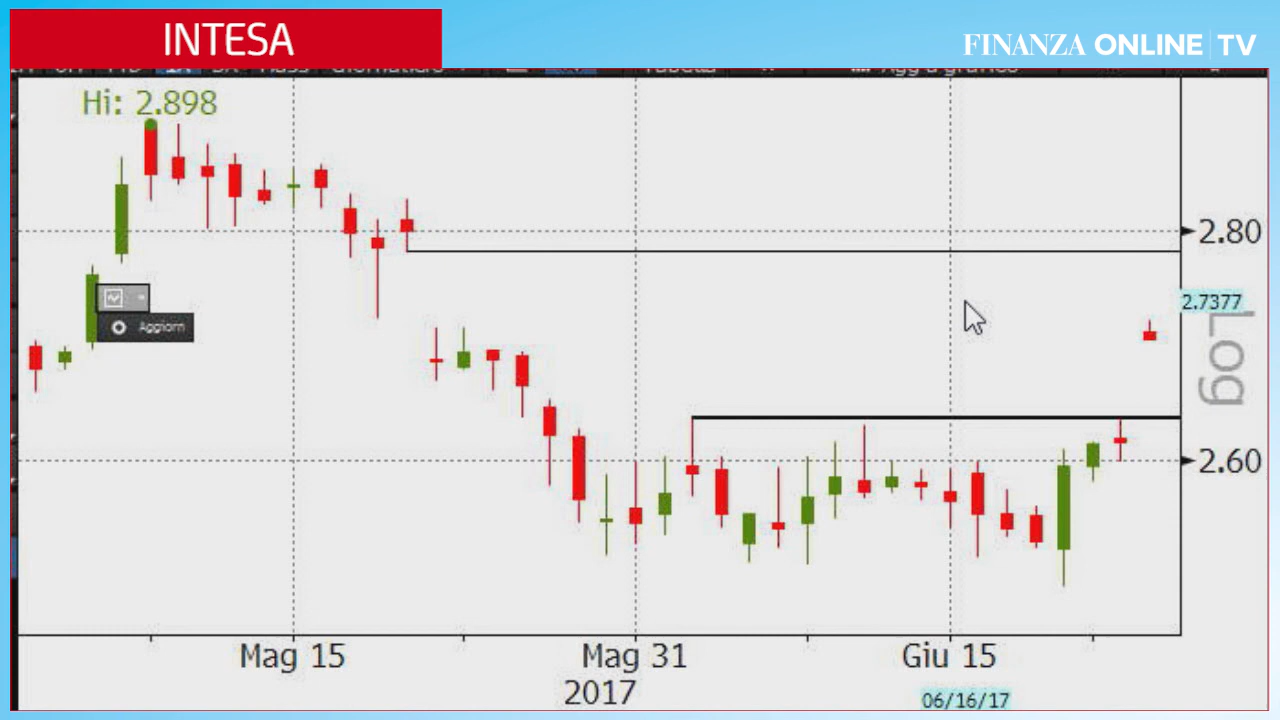 INTESA
FINANZA ONLINE TV
Hi: 2.898
2.80
2.7377
Aggiorn
Log
2.60
Mag 15
Mag 31
Giu 15
2017
06/16/17